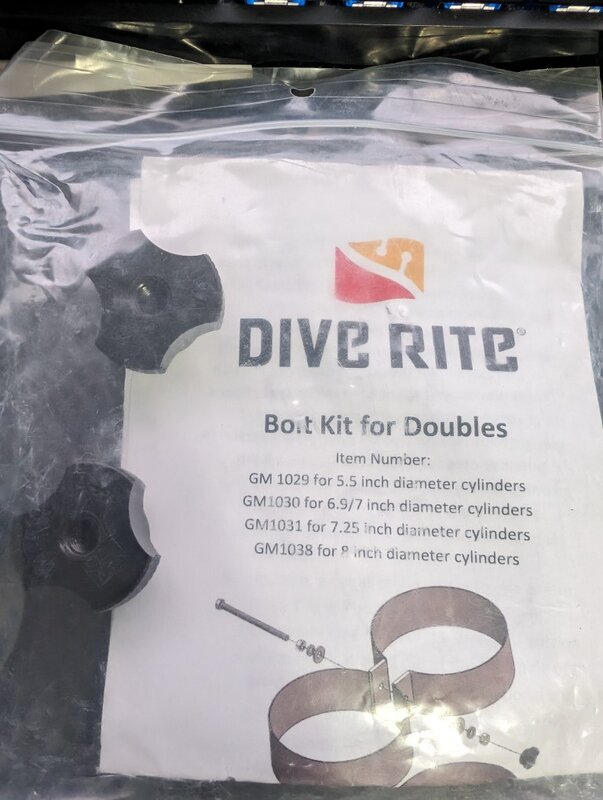 DIVE RITE®
Bolt Kit for Doubles
Item Number:
GM 1029 for 5.5 inch diameter cylinders
GM1030 for 6.9/7 inch diameter cylinders
GM1031 for 7.25 inch diameter cylinders
GM1038 for 8 inch diameter cylinders